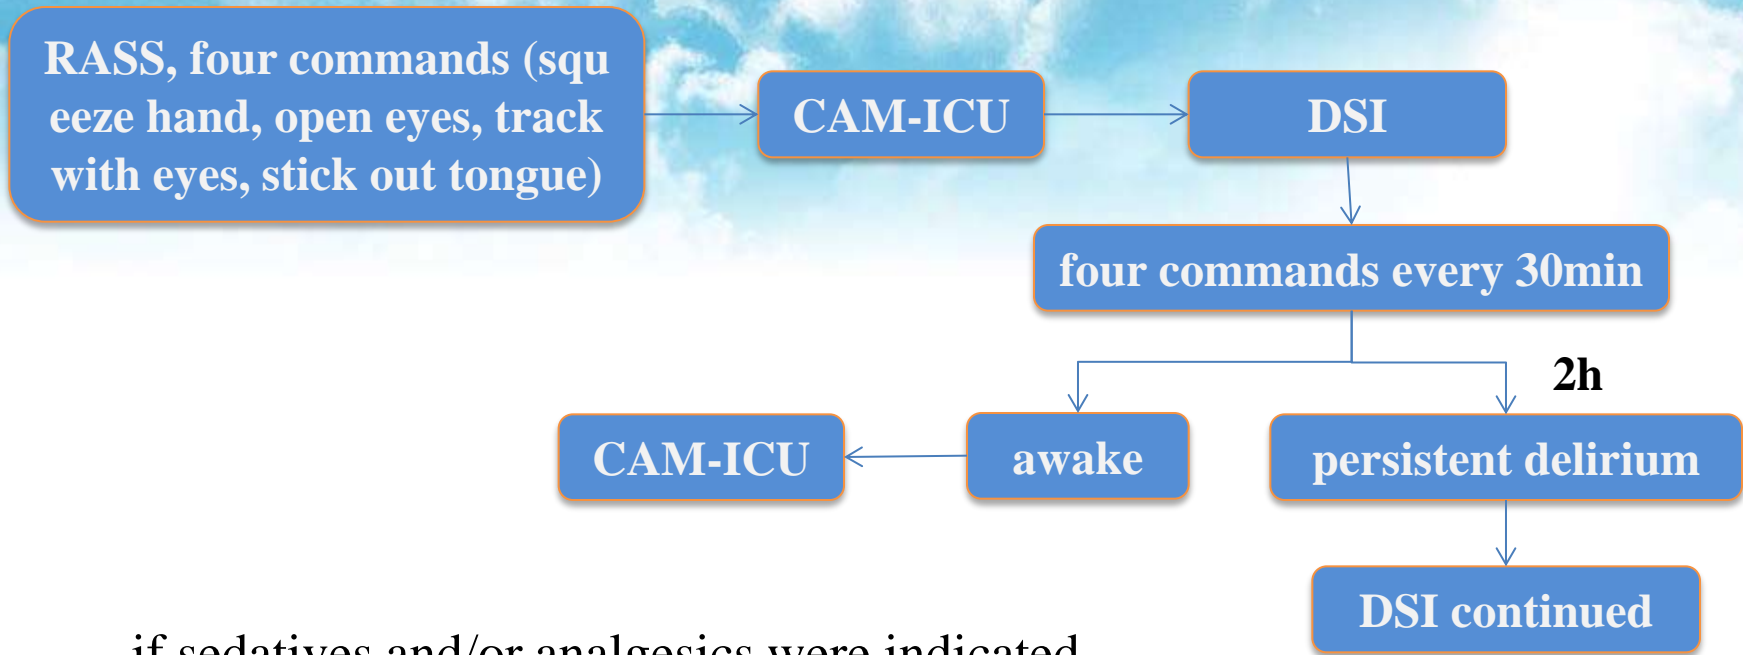 RASS, four commands (squ
eeze hand, open eyes, track
with eyes, stick out tongue)
CAM-ICU
DSI
four commands every 30min
2h
CAM-ICU
awake
persistent delirium
DSI continued
if sedatives and/or analgesics were indicated